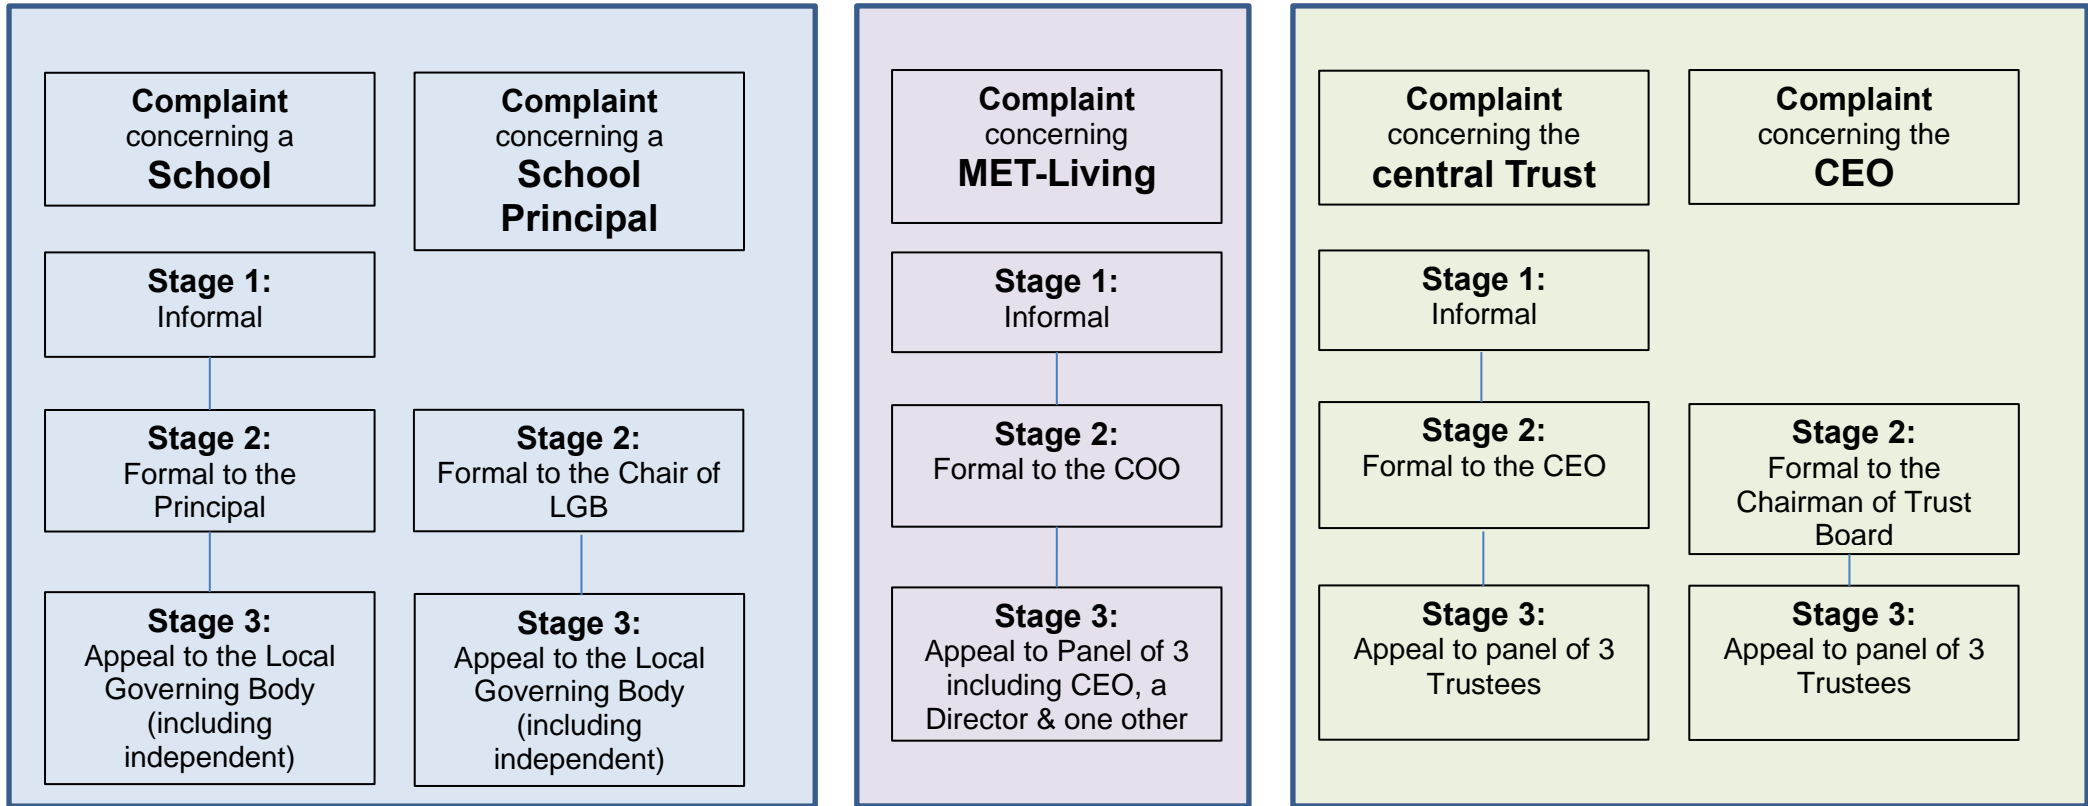 Complaint
concerning a
School
Stage 1:
Informal
Stage 2:
Formal to the
Principal
Stage 3:
Appeal to the Local
Governing Body
(including
independent)
Complaint
concerning a
School
Principal
Stage 2:
Formal to the Chair of
LGB
Stage 3:
Appeal to the Local
Governing Body
(including
independent)
Complaint
concerning
MET-Living
Stage 1:
Informal
Stage 2:
Formal to the COO
Stage 3:
Appeal to Panel of 3
including CEO, a
Director & one other
Complaint
concerning the
central Trust
Stage 1:
Informal
Stage 2:
Formal to the CEO
Stage 3:
Appeal to panel of 3
Trustees
Complaint
concerning the
CEO
Stage 2:
Formal to the
Chairman of Trust
Board
Stage 3:
Appeal to panel of 3
Trustees